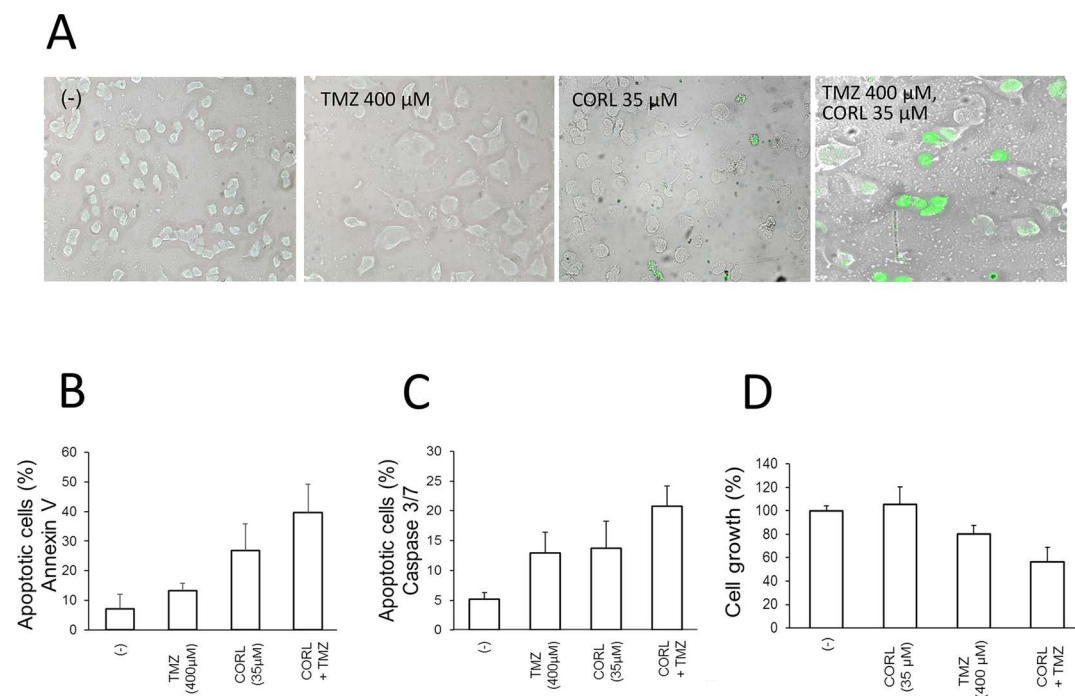 A
(-)
TMZ 400 µM
CORL 35 µM
TMZ 400 µM,
CORL 35 µM
B
Apoptotic cells (%)
Annexin V
60
50
40
30
20
10
0
(-)
TMZ
(400µM)
CORL
(35µM)
CORL
+ TMZ
C
Apoptotic cells (%)
Caspase 3/7
30
25
20
15
10
5
0
(-)
TMZ
(400µM)
CORL
(35µM)
CORL
+ TMZ
D
Cell growth (%)
140
120
100
80
60
40
20
0
(-)
CORL
(35 µM)
TMZ
(400 µM)
CORL
+ TMZ